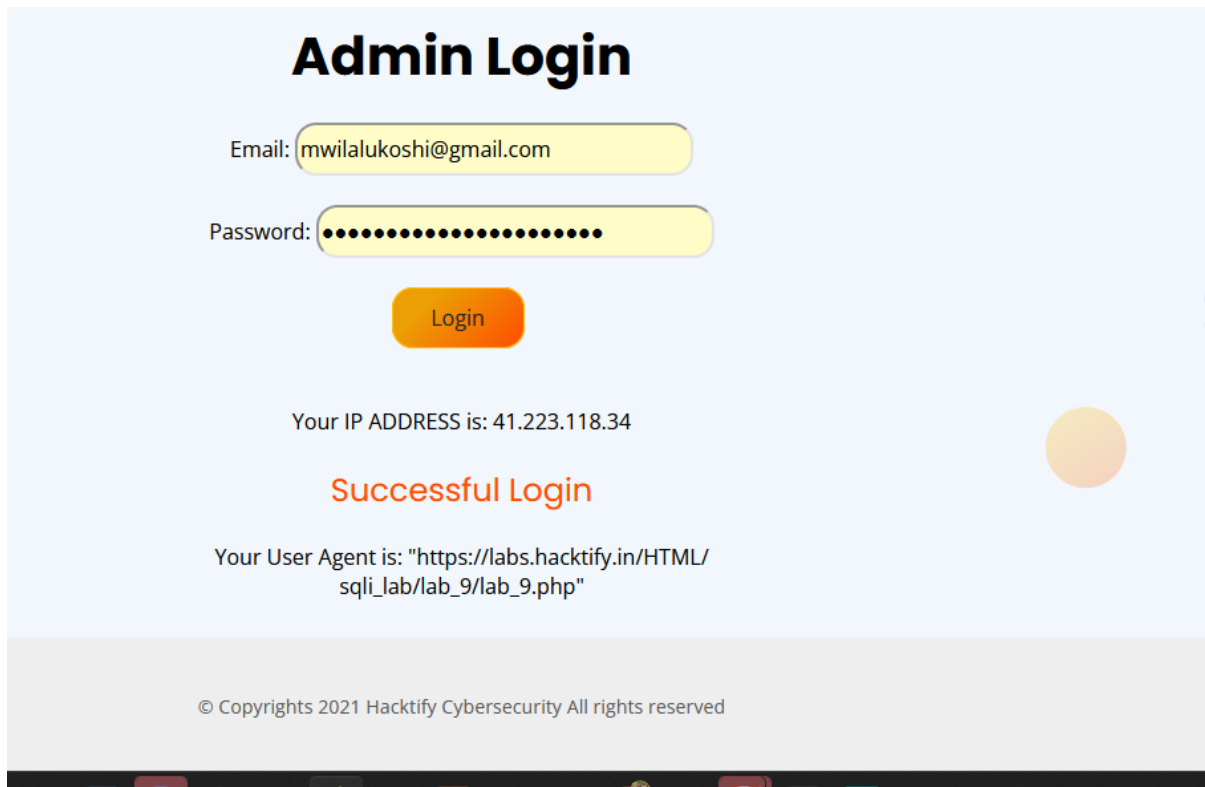 Admin Login
Email: mwilalukoshi@gmail.com
Password: ••••••••••••••••••••••
Login
Your IP ADDRESS is: 41.223.118.34
Successful Login
Your User Agent is: "https://labs.hacktify.in/HTML/
sqli_lab/lab_9/lab_9.php"
© Copyrights 2021 Hacktify Cybersecurity All rights reserved